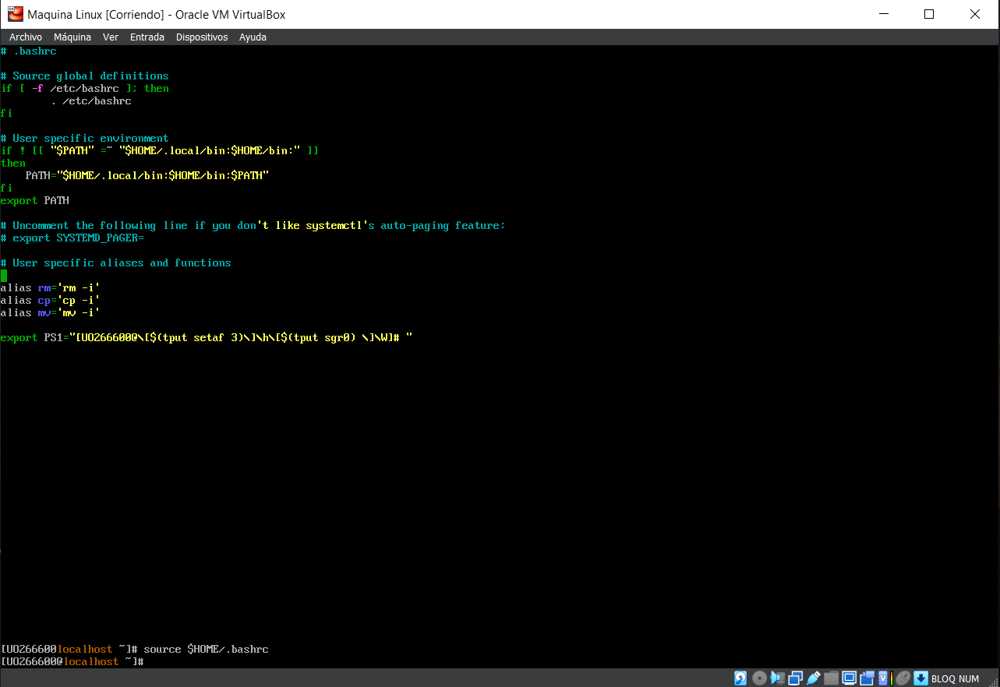 Maquina Linux [Corriendo] - Oracle VM VirtualBox
Archivo Máquina Ver Entrada Dispositivos Ayuda
# .bashrc
# Source global definitions
if [ -f /etc/bashrc ]; then
        . /etc/bashrc
fi
# User specific environment
if ! [[ "$PATH" =~ "$HOME/.local/bin:$HOME/bin:" ]]
then
    PATH="$HOME/.local/bin:$HOME/bin:$PATH"
fi
export PATH
# Uncomment the following line if you don't like systemctl's auto-paging feature:
# export SYSTEMD_PAGER=
# User specific aliases and functions
alias rm='rm -i'
alias cp='cp -i'
alias mv='mv -i'
export PS1="[UO266600@\[$(tput setaf 3)\]\h\[$(tput sgr0) \]\W]# "
[UO266600localhost ~]# source $HOME/.bashrc
[UO266600@localhost ~]#
BLOQ NUM